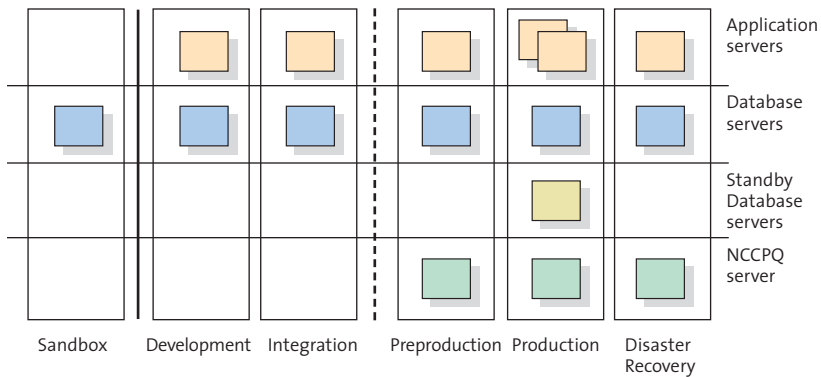 Application
servers
Database
servers
Standby
Database
servers
NCCPQ
server
Sandbox
Development
Integration
Preproduction
Production
Disaster
Recovery